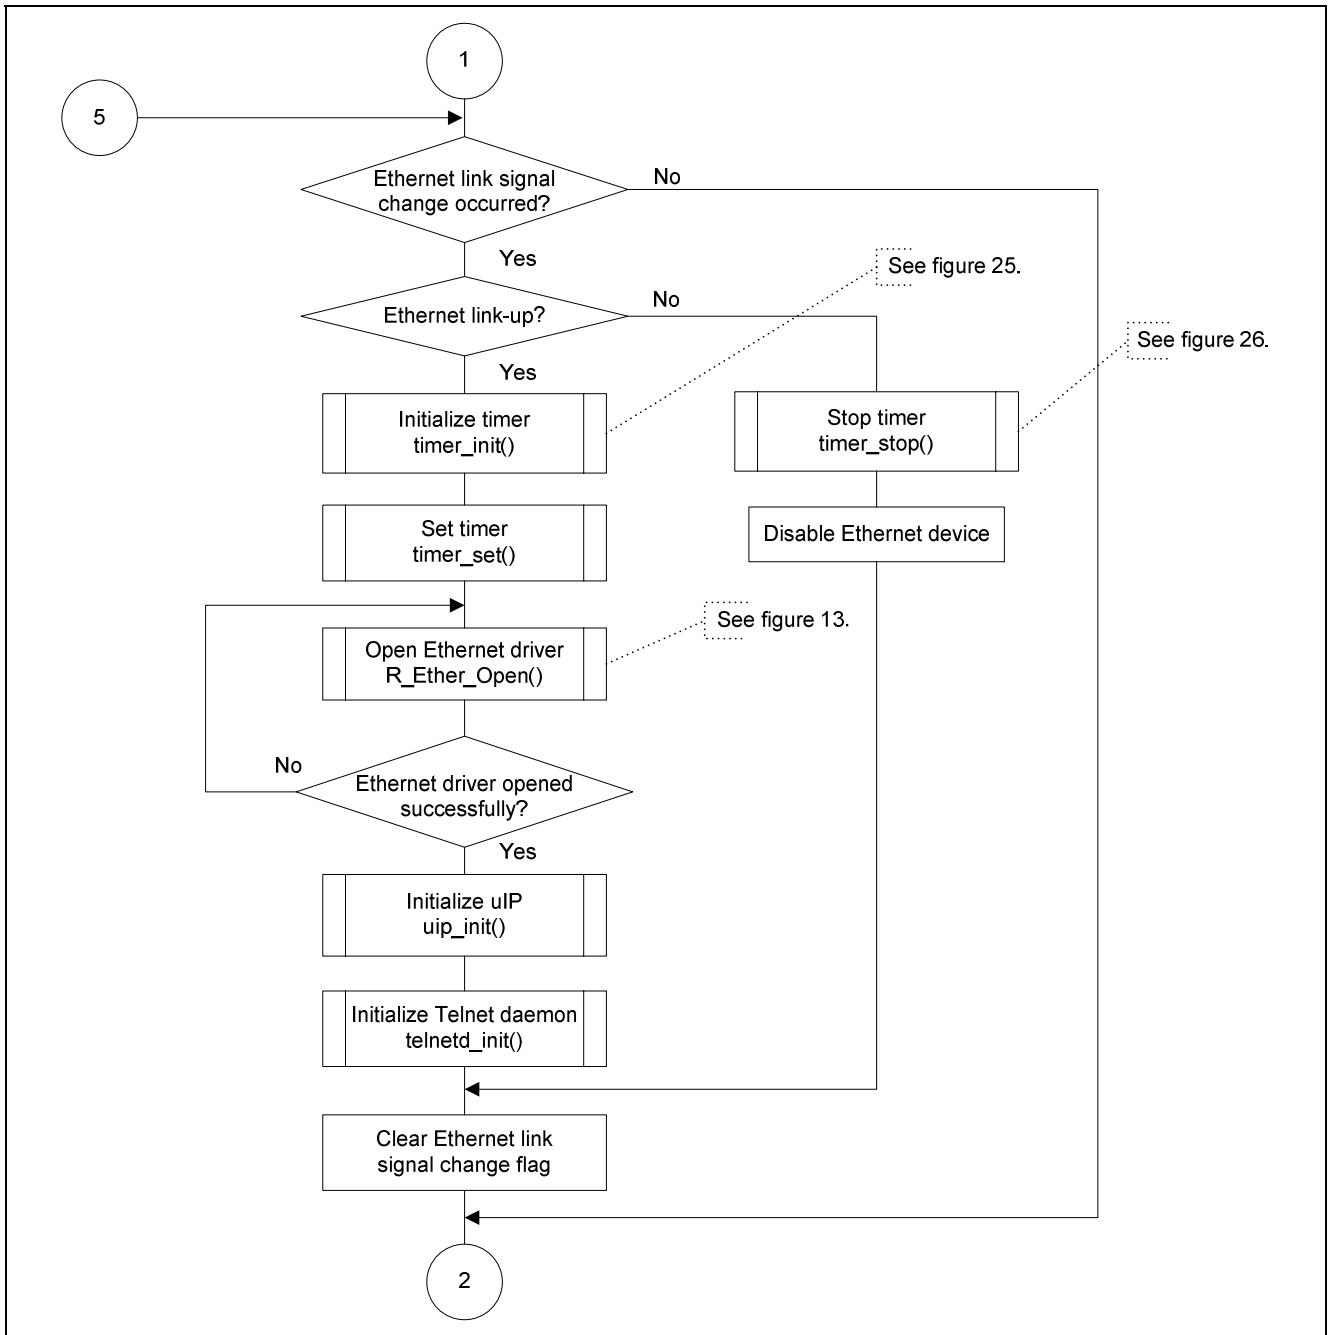 1
5
Ethernet link signal
change occurred?
No
Yes
See figure 25.
Ethernet link-up?
No
See figure 26.
Yes
Initialize timer
timer_init()
Stop timer
timer_stop()
Set timer
timer_set()
Disable Ethernet device
See figure 13.
Open Ethernet driver
R_Ether_Open()
No
Ethernet driver opened
successfully?
Yes
Initialize uIP
uip_init()
Initialize Telnet daemon
telnetd_init()
Clear Ethernet link
signal change flag
2